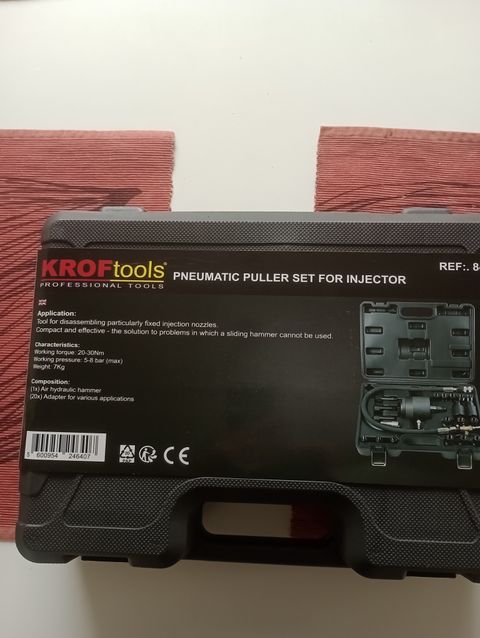 KROFtools®
PROFESSIONAL TOOLS
PNEUMATIC PULLER SET FOR INJECTOR
REF:. 8
Application:
Tool for disassembling particularly fixed injection nozzles.
Compact and effective - the solution to problems in which a sliding hammer cannot be used.
Characteristics:
Working torque: 20-30Nm
Working pressure: 5-8 bar (max)
Weight: 7Kg
Composition:
(1x) Air hydraulic hammer
(20x) Adapter for various applications
5 600954 246407
CE